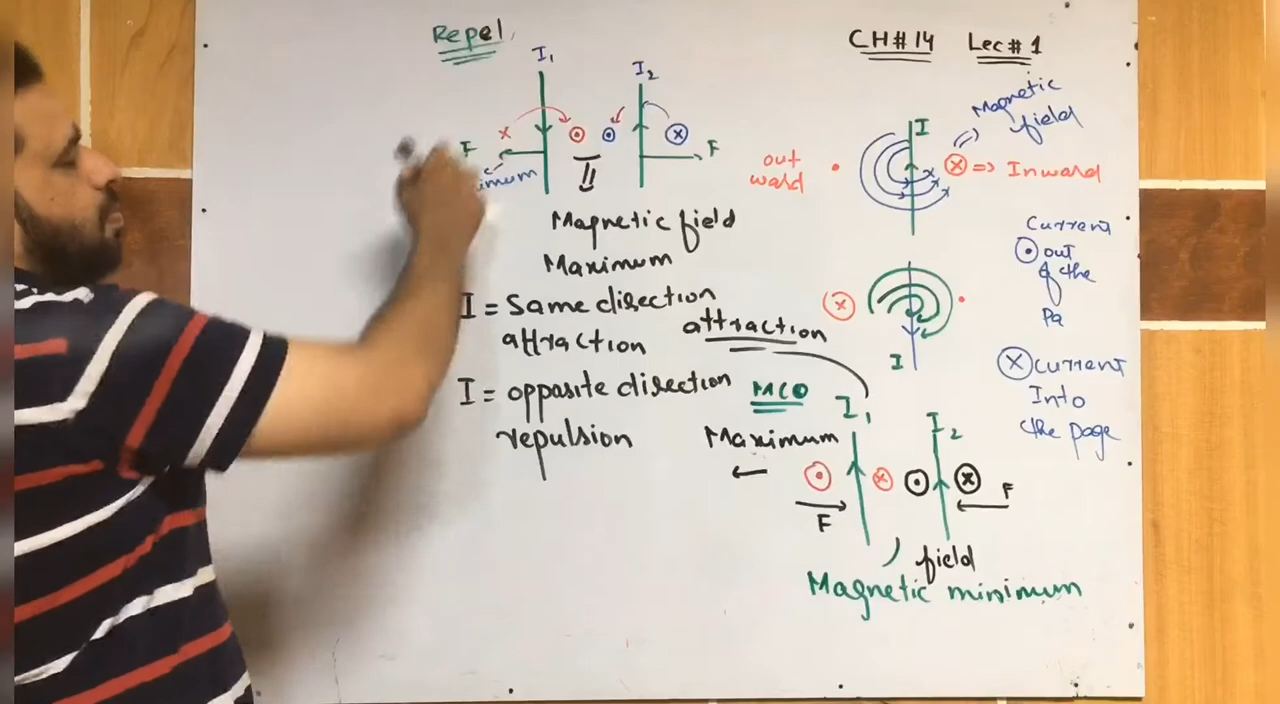 Repel
CH#14 Lec#1
I1
I2
F
F
II
Magnetic field
Maximum
I = Same direction
attraction
I = opposite direction
repulsion
I
Magnetic
field
out
ward
⊗ => Inward
I
Current
⊙ out
of the
Pa
⊗ current
Into
the page
attraction
MCQ
I1
I2
Maximum
F
F
field
Magnetic minimum